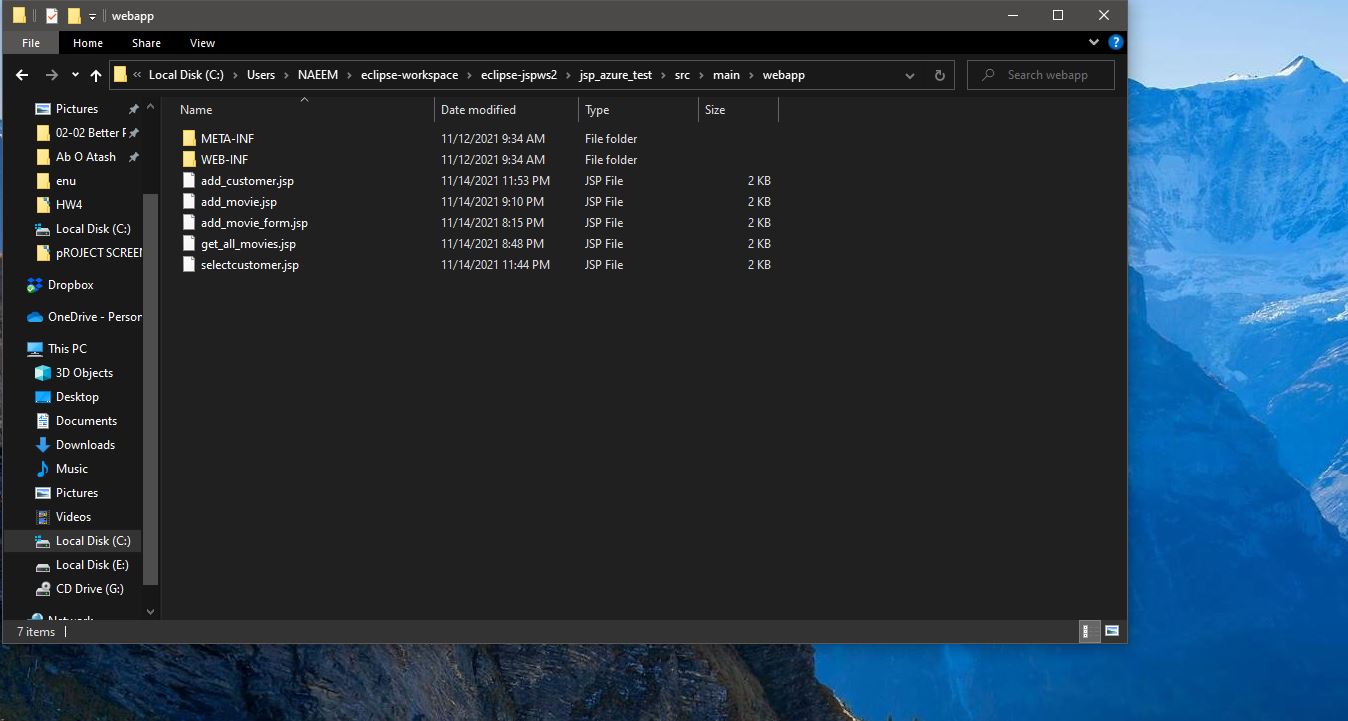 webapp
File Home Share View
?
« Local Disk (C:) › Users › NAEEM › eclipse-workspace › eclipse-jspws2 › jsp_azure_test › src › main › webapp
Search webapp
Pictures
02-02 Better F
Ab O Atash
enu
HW4
Local Disk (C:)
pROJECT SCREEN
Dropbox
OneDrive - Person
This PC
3D Objects
Desktop
Documents
Downloads
Music
Pictures
Videos
Local Disk (C:)
Local Disk (E:)
CD Drive (G:)
Network
Name Date modified Type Size
META-INF 11/12/2021 9:34 AM File folder
WEB-INF 11/12/2021 9:34 AM File folder
add_customer.jsp 11/14/2021 11:53 PM JSP File 2 KB
add_movie.jsp 11/14/2021 9:10 PM JSP File 2 KB
add_movie_form.jsp 11/14/2021 8:15 PM JSP File 2 KB
get_all_movies.jsp 11/14/2021 8:48 PM JSP File 2 KB
selectcustomer.jsp 11/14/2021 11:44 PM JSP File 2 KB
7 items